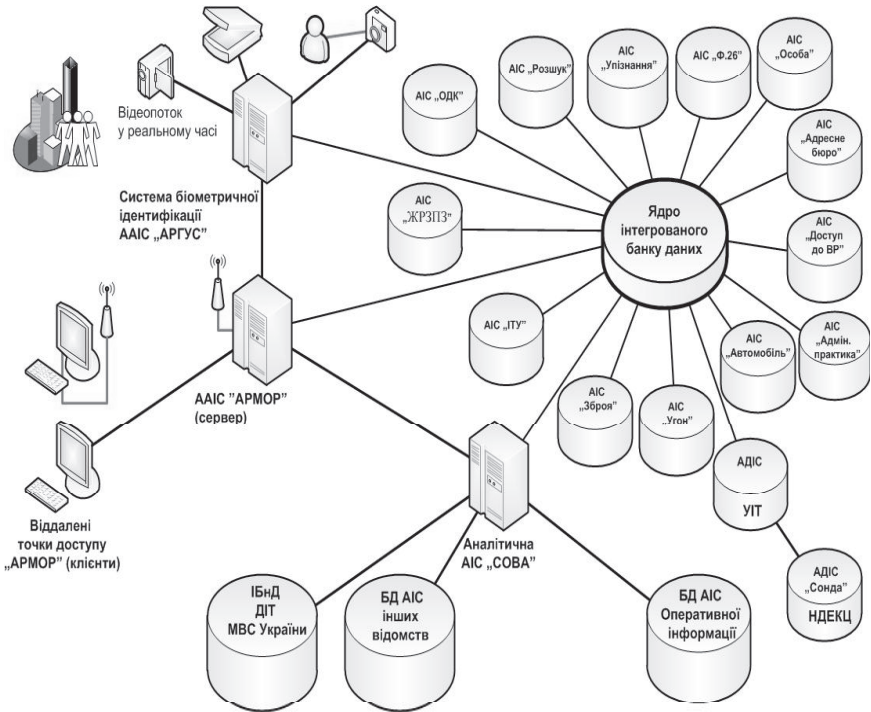 Відеопоток
у реальному часі
Система біометричної
ідентифікації
ААІС „АРГУС”
ААІС ”АРМОР”
(сервер)
Віддалені
точки доступу
„АРМОР” (клієнти)
Аналітична
АІС „СОВА”
ІБнД
ДІТ
МВС України
БД АІС
інших
відомств
БД АІС
Оперативної
інформації
Ядро
інтегрованого
банку даних
АІС „ОДК”
АІС „Розшук”
АІС
„Упізнання”
АІС „Ф.26”
АІС
„Особа”
АІС
„Адресне
бюро”
АІС
„Доступ
до ВР”
АІС
„Адмін.
практика”
АІС
„Автомобіль”
АІС
„Угон”
АІС
„Зброя”
АІС „ІТУ”
АІС
„ЖРЗПЗ”
АДІС
УІТ
АДІС
„Сонда”
НДЕКЦ